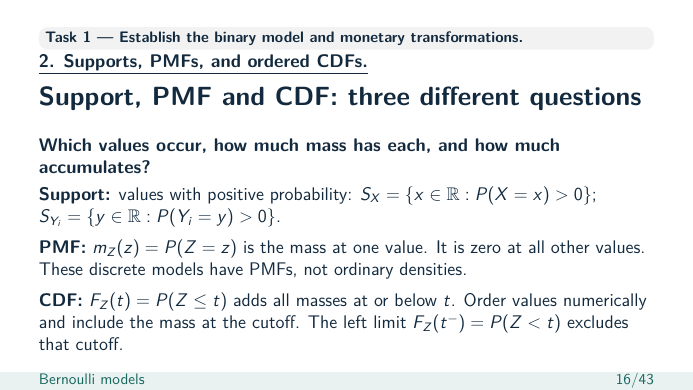 Task 1 — Establish the binary model and monetary transformations.
2. Supports, PMFs, and ordered CDFs.
Support, PMF and CDF: three different questions
Which values occur, how much mass has each, and how much
accumulates?
Support: values with positive probability: S_X = {x ∈ ℝ : P(X = x) > 0};
S_{Y_i} = {y ∈ ℝ : P(Y_i = y) > 0}.
PMF: m_Z(z) = P(Z = z) is the mass at one value. It is zero at all other values.
These discrete models have PMFs, not ordinary densities.
CDF: F_Z(t) = P(Z ≤ t) adds all masses at or below t. Order values numerically
and include the mass at the cutoff. The left limit F_Z(t⁻) = P(Z < t) excludes
that cutoff.
Bernoulli models
16/43